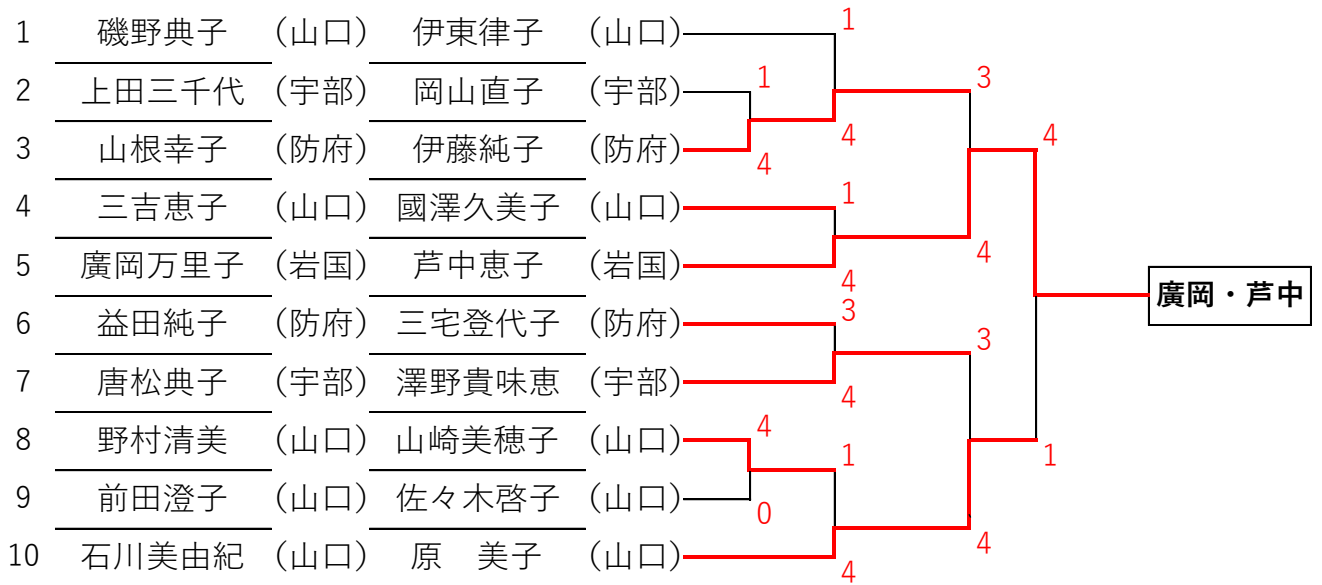 1 磯野典子 (山口) 伊東律子 (山口) 1
2 上田三千代 (宇部) 岡山直子 (宇部) 1 3
3 山根幸子 (防府) 伊藤純子 (防府) 4 4 4
4 三吉恵子 (山口) 國澤久美子 (山口) 1
5 廣岡万里子 (岩国) 芦中恵子 (岩国) 4 4
廣岡・芦中
6 益田純子 (防府) 三宅登代子 (防府) 3 3
7 唐松典子 (宇部) 澤野貴味恵 (宇部) 4
8 野村清美 (山口) 山崎美穂子 (山口) 4 1 1
9 前田澄子 (山口) 佐々木啓子 (山口) 0
10 石川美由紀 (山口) 原　美子 (山口) 4 4